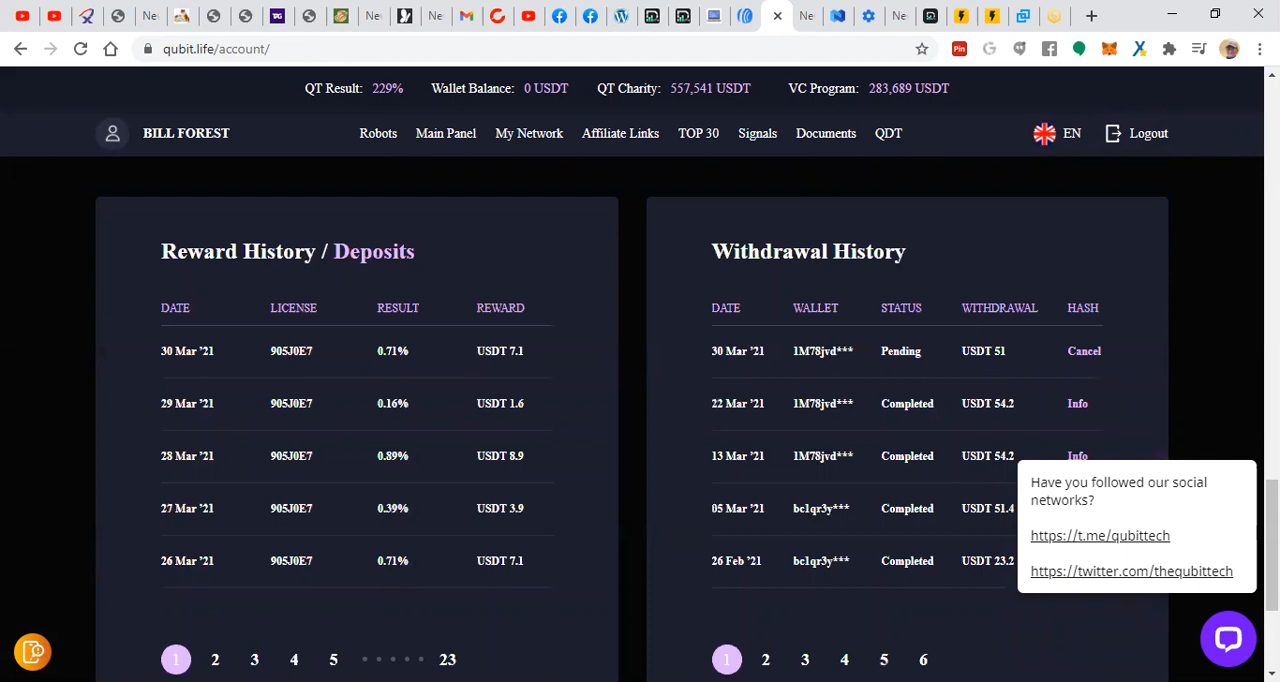 Ne
Ne
Ne
Ne
Ne
qubit.life/account/
QT Result: 229% Wallet Balance: 0 USDT QT Charity: 557,541 USDT VC Program: 283,689 USDT
BILL FOREST Robots Main Panel My Network Affiliate Links TOP 30 Signals Documents QDT EN Logout
Reward History / Deposits
DATE LICENSE RESULT REWARD
30 Mar '21 905J0E7 0.71% USDT 7.1
29 Mar '21 905J0E7 0.16% USDT 1.6
28 Mar '21 905J0E7 0.89% USDT 8.9
27 Mar '21 905J0E7 0.39% USDT 3.9
26 Mar '21 905J0E7 0.71% USDT 7.1
1 2 3 4 5 ····· 23
Withdrawal History
DATE WALLET STATUS WITHDRAWAL HASH
30 Mar '21 1M78jvd*** Pending USDT 51 Cancel
22 Mar '21 1M78jvd*** Completed USDT 54.2 Info
13 Mar '21 1M78jvd*** Completed USDT 54.2 Info
05 Mar '21 bc1qr3y*** Completed USDT 51.4
26 Feb '21 bc1qr3y*** Completed USDT 23.2
1 2 3 4 5 6
Have you followed our social
networks?
https://t.me/qubittech
https://twitter.com/thequbittech